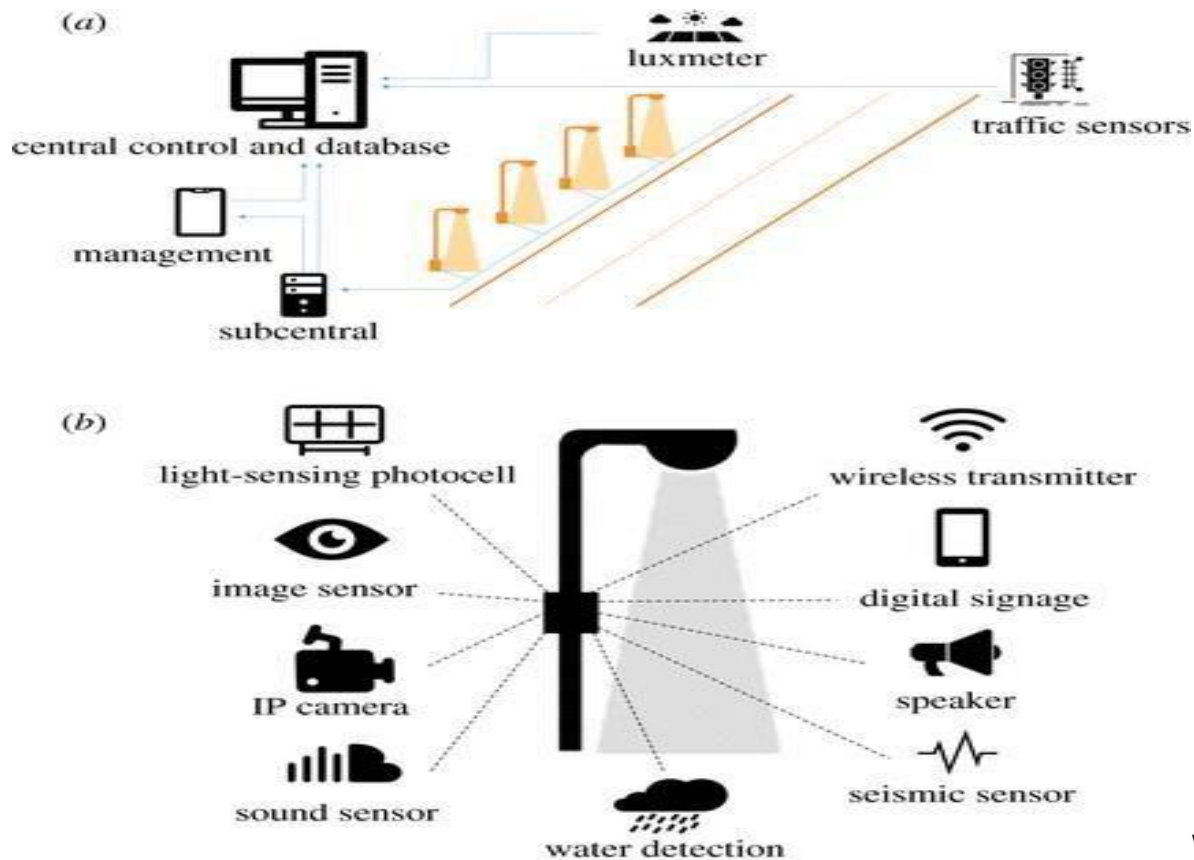 (a)
luxmeter
traffic sensors
central control and database
management
subcentral
(b)
light-sensing photocell
wireless transmitter
image sensor
digital signage
IP camera
speaker
sound sensor
seismic sensor
water detection